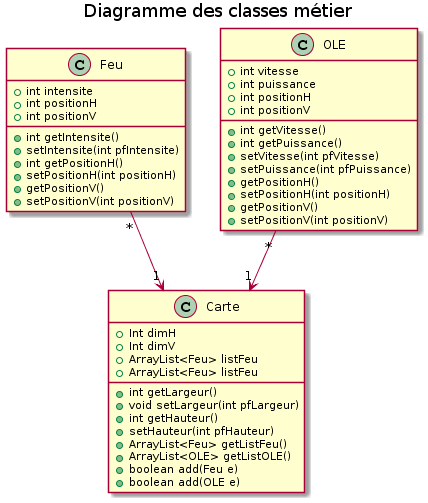 Diagramme des classes métier
C Feu
int intensite
int positionH
int positionV
int getIntensite()
setIntensite(int pfIntensite)
int getPositionH()
setPositionH(int positionH)
getPositionV()
setPositionV(int positionV)
C OLE
int vitesse
int puissance
int positionH
int positionV
int getVitesse()
int getPuissance()
setVitesse(int pfVitesse)
setPuissance(int pfPuissance)
getPositionH()
setPositionH(int positionH)
getPositionV()
setPositionV(int positionV)
*
*
1
1
C Carte
Int dimH
Int dimV
ArrayList<Feu> listFeu
ArrayList<Feu> listFeu
int getLargeur()
void setLargeur(int pfLargeur)
int getHauteur()
setHauteur(int pfHauteur)
ArrayList<Feu> getListFeu()
ArrayList<OLE> getListOLE()
boolean add(Feu e)
boolean add(OLE e)